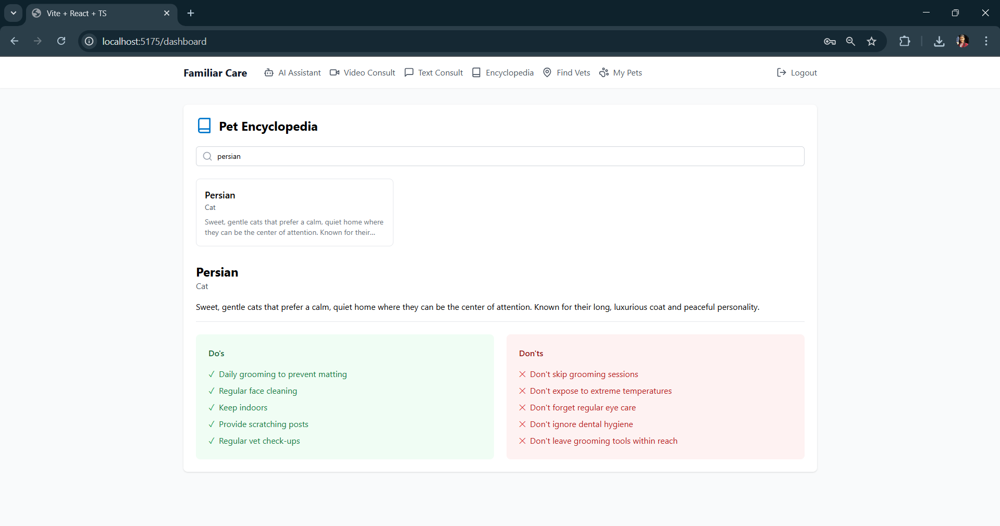 Vite + React + TS
localhost:5175/dashboard
Familiar Care AI Assistant Video Consult Text Consult Encyclopedia Find Vets My Pets Logout
Pet Encyclopedia
persian
Persian
Cat
Sweet, gentle cats that prefer a calm, quiet home where
they can be the center of attention. Known for their...
Persian
Cat
Sweet, gentle cats that prefer a calm, quiet home where they can be the center of attention. Known for their long, luxurious coat and peaceful personality.
Do's
✓ Daily grooming to prevent matting
✓ Regular face cleaning
✓ Keep indoors
✓ Provide scratching posts
✓ Regular vet check-ups
Don'ts
✕ Don't skip grooming sessions
✕ Don't expose to extreme temperatures
✕ Don't forget regular eye care
✕ Don't ignore dental hygiene
✕ Don't leave grooming tools within reach